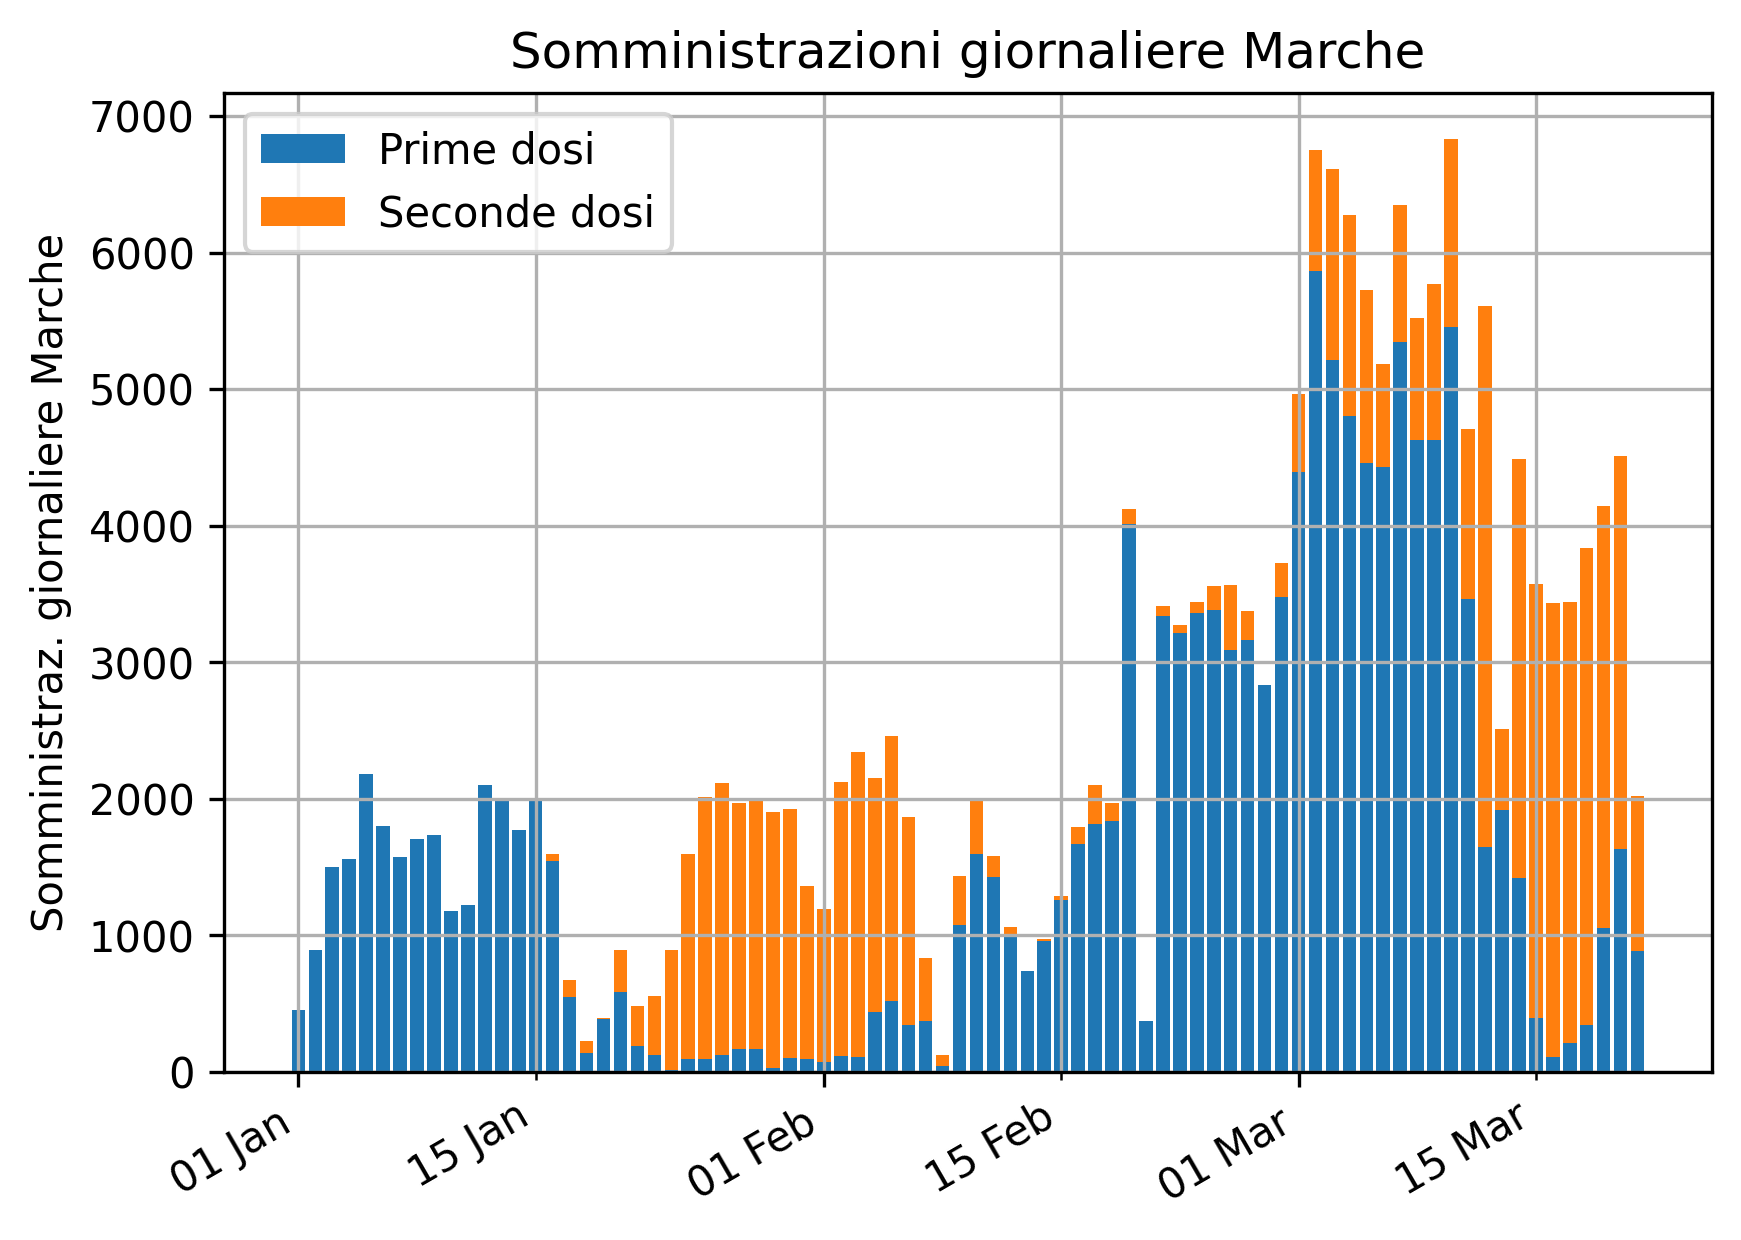 Somministrazioni giornaliere Marche
Somministraz. giornaliere Marche
7000
6000
5000
4000
3000
2000
1000
0
Prime dosi
Seconde dosi
01 Jan
15 Jan
01 Feb
15 Feb
01 Mar
15 Mar